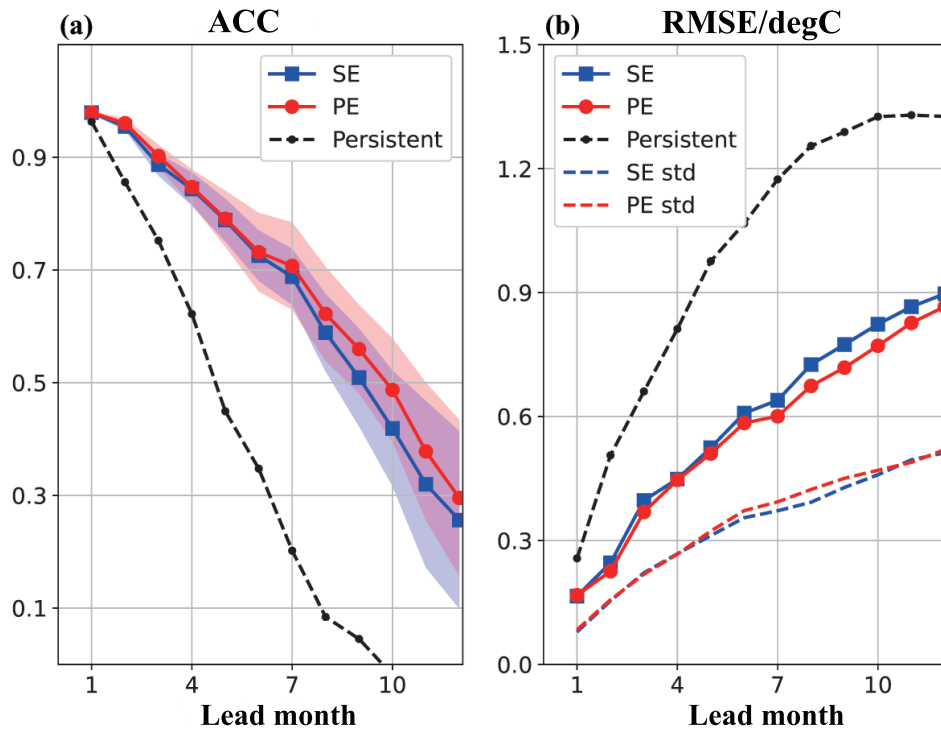 (a) ACC
SE
PE
Persistent
0.9
0.7
0.5
0.3
0.1
1 4 7 10
Lead month
(b) RMSE/degC
1.5
SE
PE
Persistent
SE std
PE std
1.2
0.9
0.6
0.3
0.0
1 4 7 10
Lead month